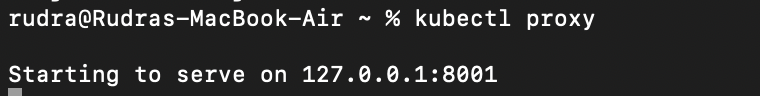 rudra@Rudras-MacBook-Air ~ % kubectl proxy
Starting to serve on 127.0.0.1:8001